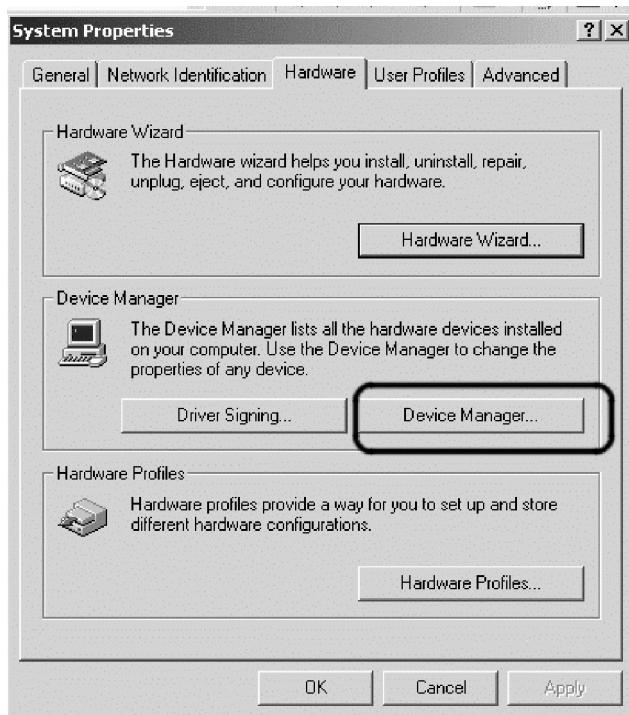 System Properties
General
Network Identification
Hardware
User Profiles
Advanced
Hardware Wizard
The Hardware wizard helps you install, uninstall, repair,
unplug, eject, and configure your hardware.
Hardware Wizard...
Device Manager
The Device Manager lists all the hardware devices installed
on your computer. Use the Device Manager to change the
properties of any device.
Driver Signing...
Device Manager...
Hardware Profiles
Hardware profiles provide a way for you to set up and store
different hardware configurations.
Hardware Profiles...
OK
Cancel
Apply